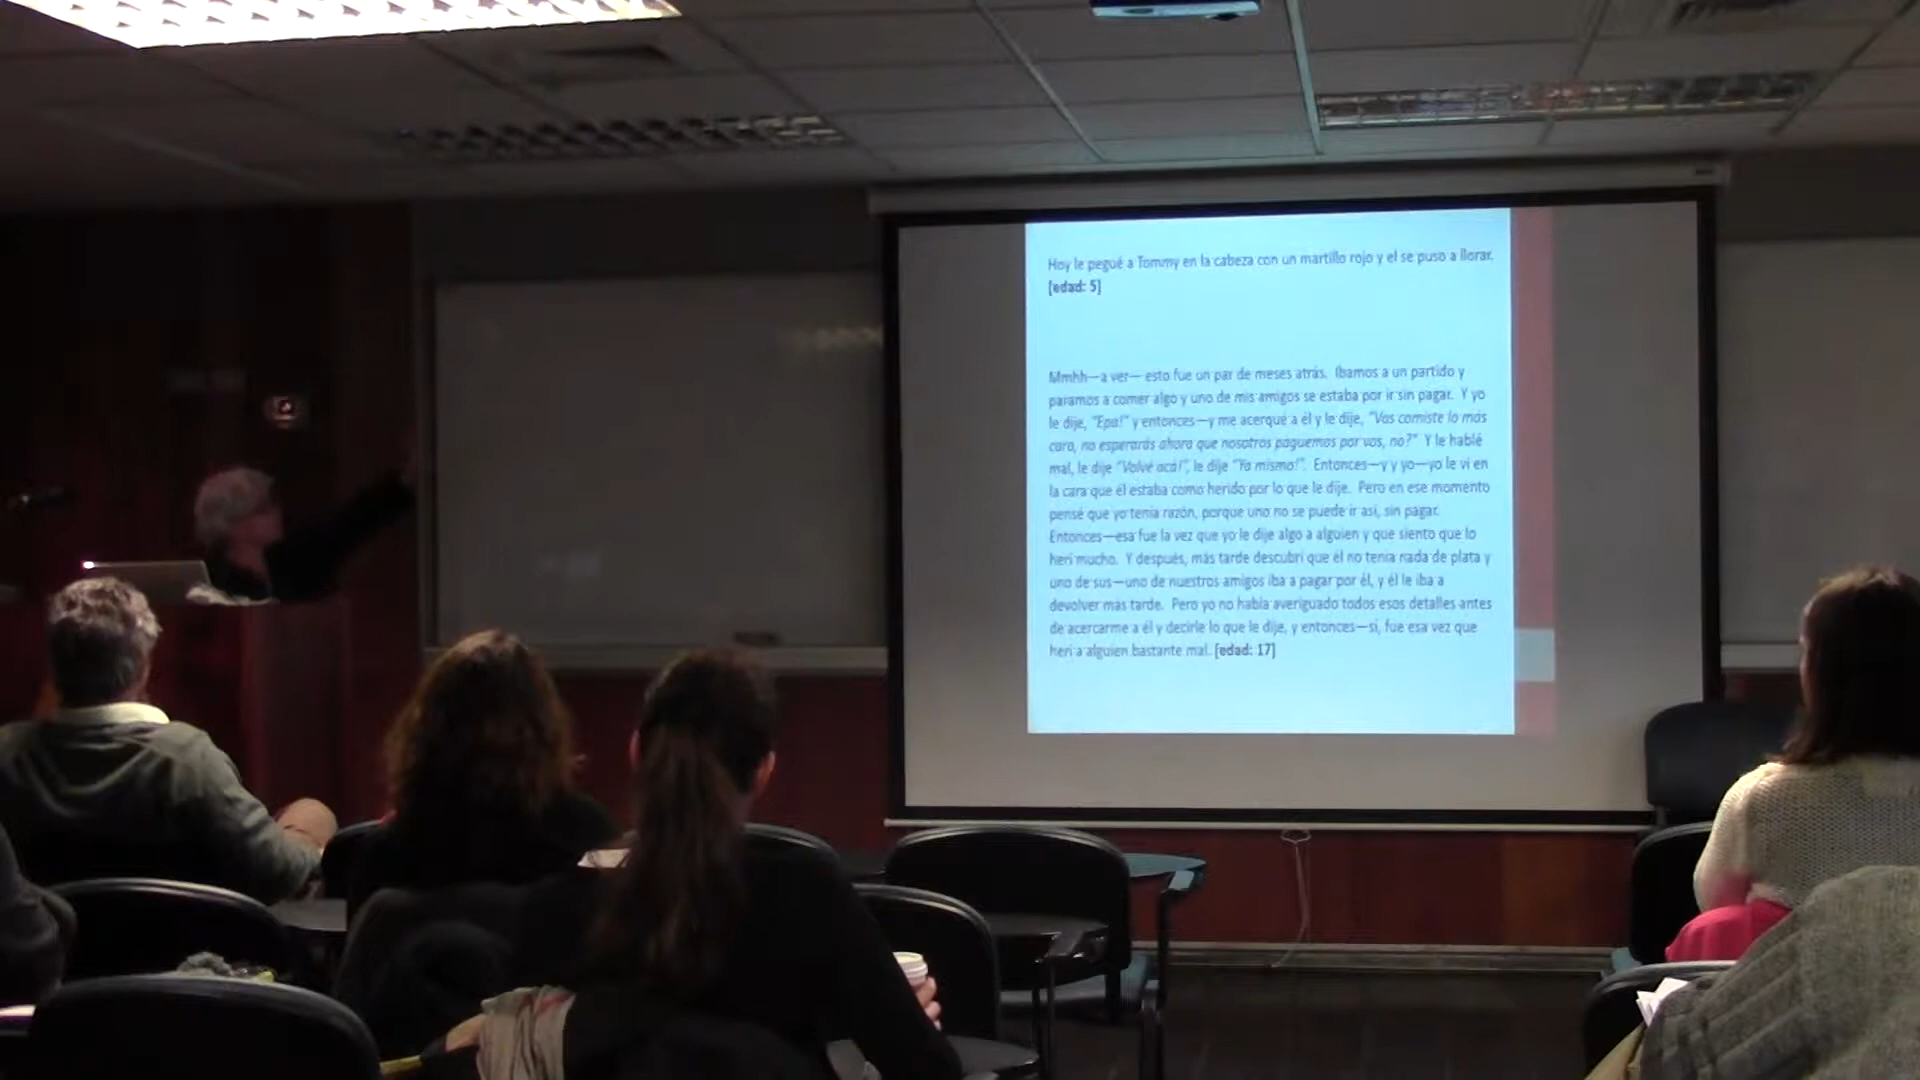 Hoy le pegué a Tommy en la cabeza con un martillo rojo y el se puso a llorar.
[edad: 5]
Mmhh—a ver— esto fue un par de meses atrás. Íbamos a un partido y
paramos a comer algo y uno de mis amigos se estaba por ir sin pagar. Y yo
le dije, "Epa!" y entonces—y me acerqué a él y le dije, "Vos comiste lo más
caro, no esperarás ahora que nosotros paguemos por vos, no?" Y le hablé
mal, le dije "Volvé acá!", le dije "Ya mismo!". Entonces—y y yo—yo le vi en
la cara que él estaba como herido por lo que le dije. Pero en ese momento
pensé que yo tenía razón, porque uno no se puede ir así, sin pagar.
Entonces—esa fue la vez que yo le dije algo a alguien y que siento que lo
herí mucho. Y después, más tarde descubrí que él no tenía nada de plata y
uno de sus—uno de nuestros amigos iba a pagar por él, y él le iba a
devolver más tarde. Pero yo no había averiguado todos esos detalles antes
de acercarme a él y decirle lo que le dije, y entonces—sí, fue esa vez que
herí a alguien bastante mal. [edad: 17]